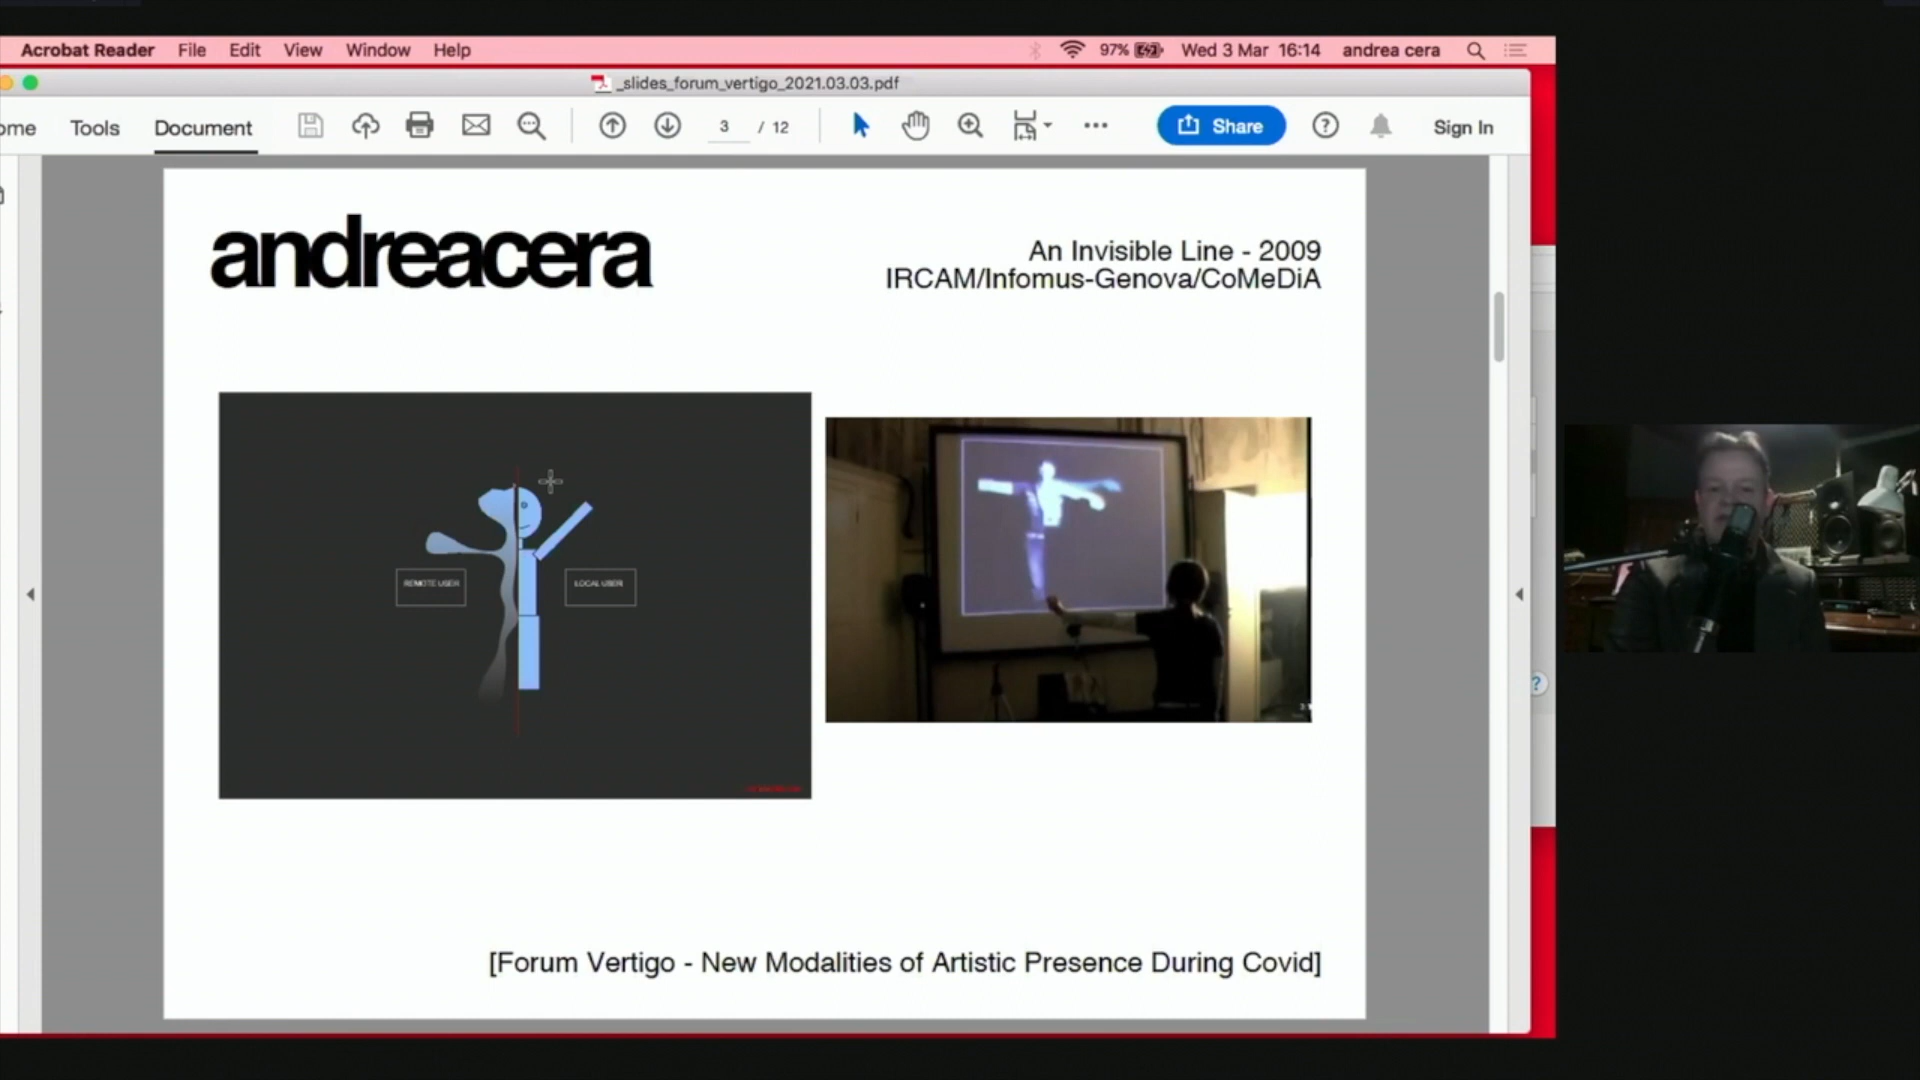 Acrobat Reader File Edit View Window Help 97% Wed 3 Mar 16:14 andrea cera
_slides_forum_vertigo_2021.03.03.pdf
ome Tools Document 3 / 12 Share Sign In
andreacera
An Invisible Line - 2009
IRCAM/Infomus-Genova/CoMeDiA
REMOTE USER
LOCAL USER
[Forum Vertigo - New Modalities of Artistic Presence During Covid]